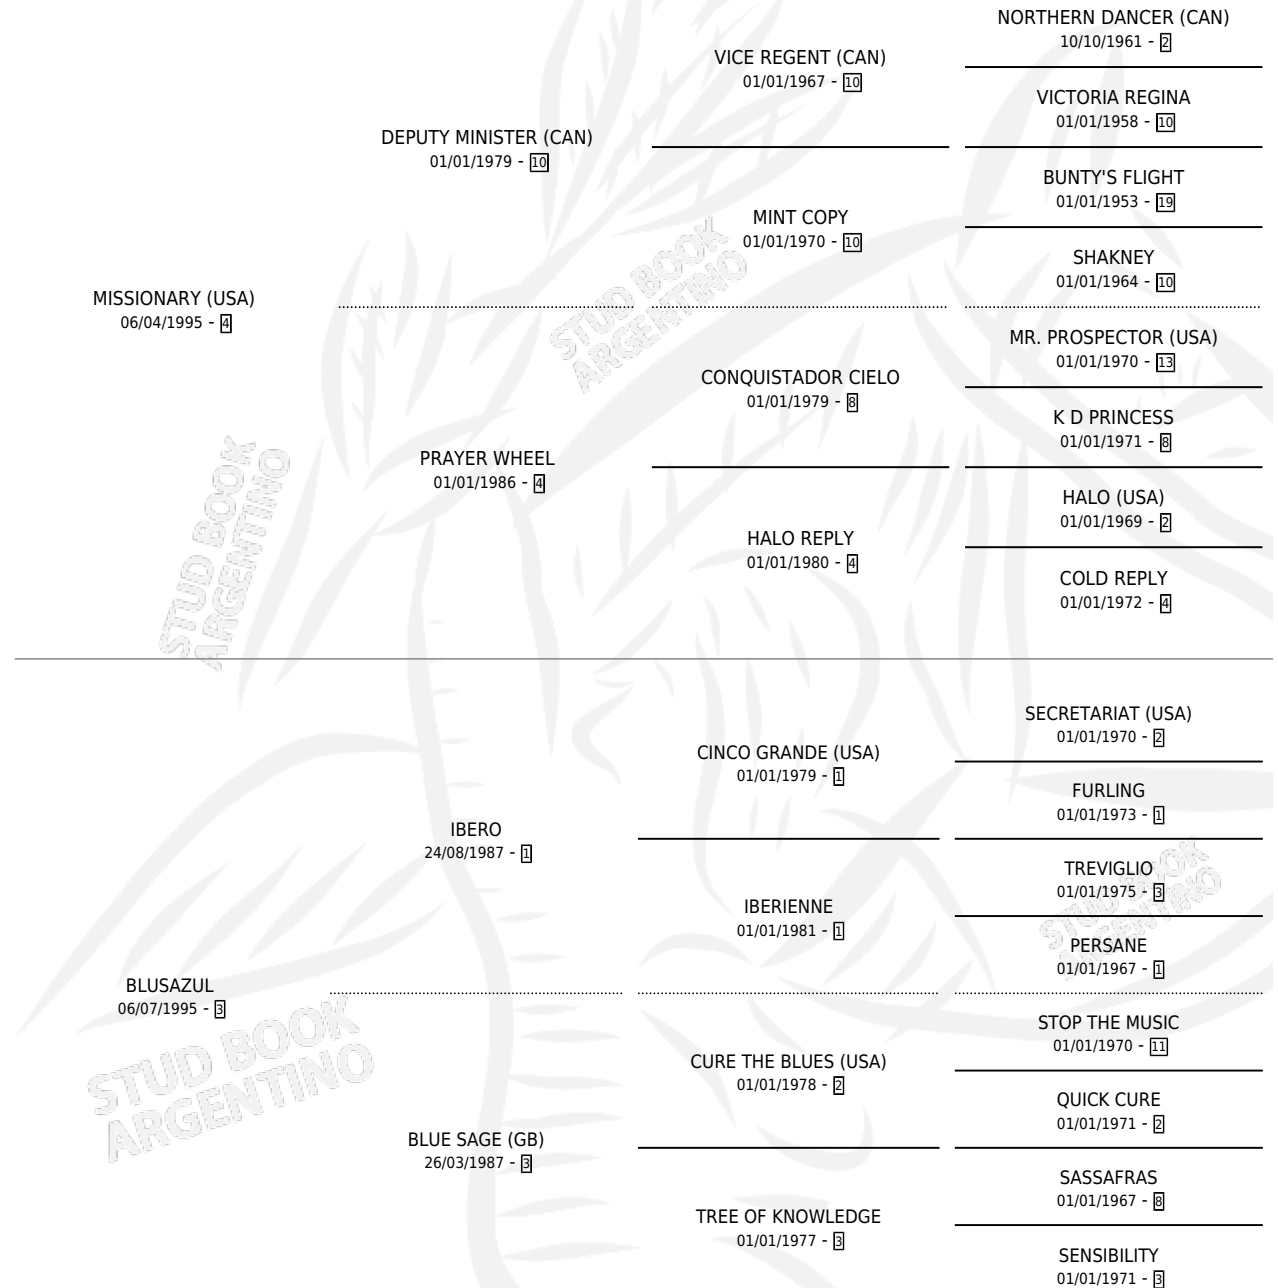 NORTHERN DANCER (CAN)
10/10/1961 - 2
VICE REGENT (CAN)
01/01/1967 - 10
VICTORIA REGINA
01/01/1958 - 10
DEPUTY MINISTER (CAN)
01/01/1979 - 10
BUNTY'S FLIGHT
01/01/1953 - 19
MINT COPY
01/01/1970 - 10
SHAKNEY
01/01/1964 - 10
MISSIONARY (USA)
06/04/1995 - 4
STUD BOOK
ARGENTINO
MR. PROSPECTOR (USA)
01/01/1970 - 13
CONQUISTADOR CIELO
01/01/1979 - 8
K D PRINCESS
01/01/1971 - 8
PRAYER WHEEL
01/01/1986 - 4
HALO (USA)
01/01/1969 - 2
HALO REPLY
01/01/1980 - 4
COLD REPLY
01/01/1972 - 4
STUD BOOK
ARGENTINO
SECRETARIAT (USA)
01/01/1970 - 2
CINCO GRANDE (USA)
01/01/1979 - 1
FURLING
01/01/1973 - 1
IBERO
24/08/1987 - 1
TREVIGLIO
01/01/1975 - 3
IBERIENNE
01/01/1981 - 1
PERSANE
01/01/1967 - 1
STUD BOOK
ARGENTINO
BLUSAZUL
06/07/1995 - 3
STUD BOOK
ARGENTINO
STOP THE MUSIC
01/01/1970 - 11
CURE THE BLUES (USA)
01/01/1978 - 2
QUICK CURE
01/01/1971 - 2
BLUE SAGE (GB)
26/03/1987 - 3
SASSAFRAS
01/01/1967 - 8
TREE OF KNOWLEDGE
01/01/1977 - 3
SENSIBILITY
01/01/1971 - 3